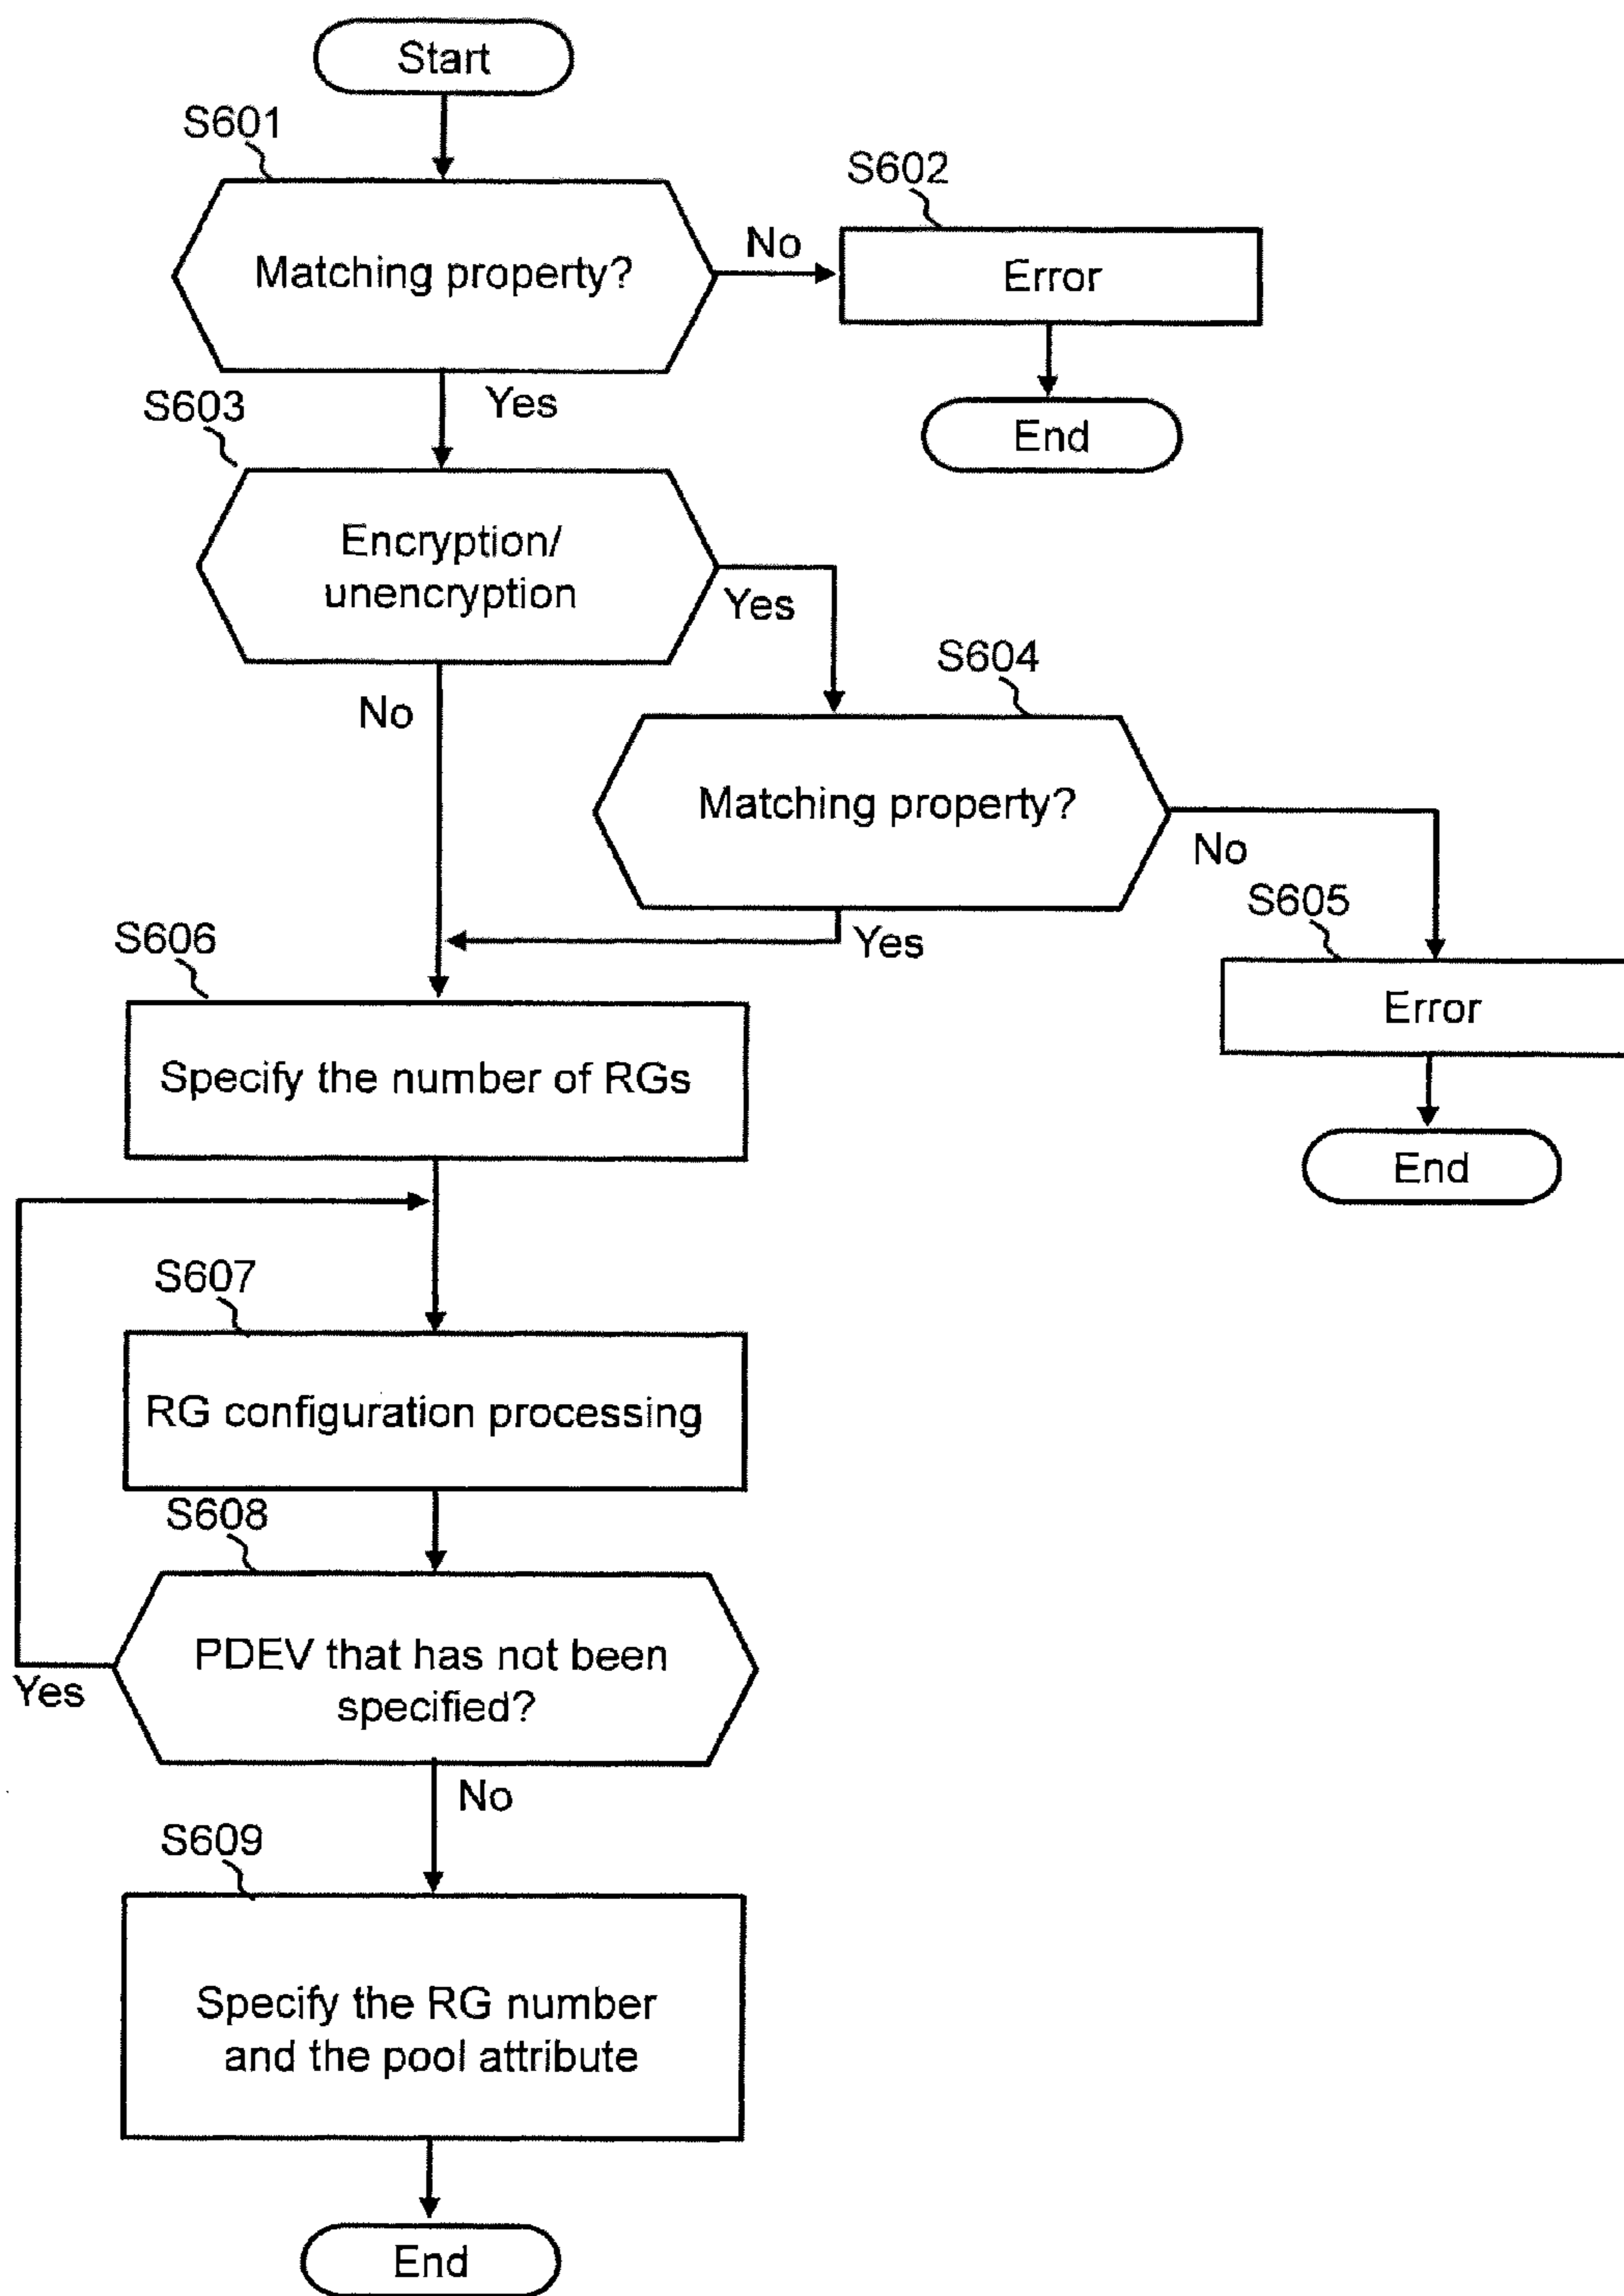 Start
S601
Matching property?
No
S602
Error
End
Yes
S603
Encryption/
unencryption
Yes
No
S604
Matching property?
No
Yes
S605
Error
End
S606
Specify the number of RGs
S607
RG configuration processing
S608
PDEV that has not been
specified?
Yes
No
S609
Specify the RG number
and the pool attribute
End